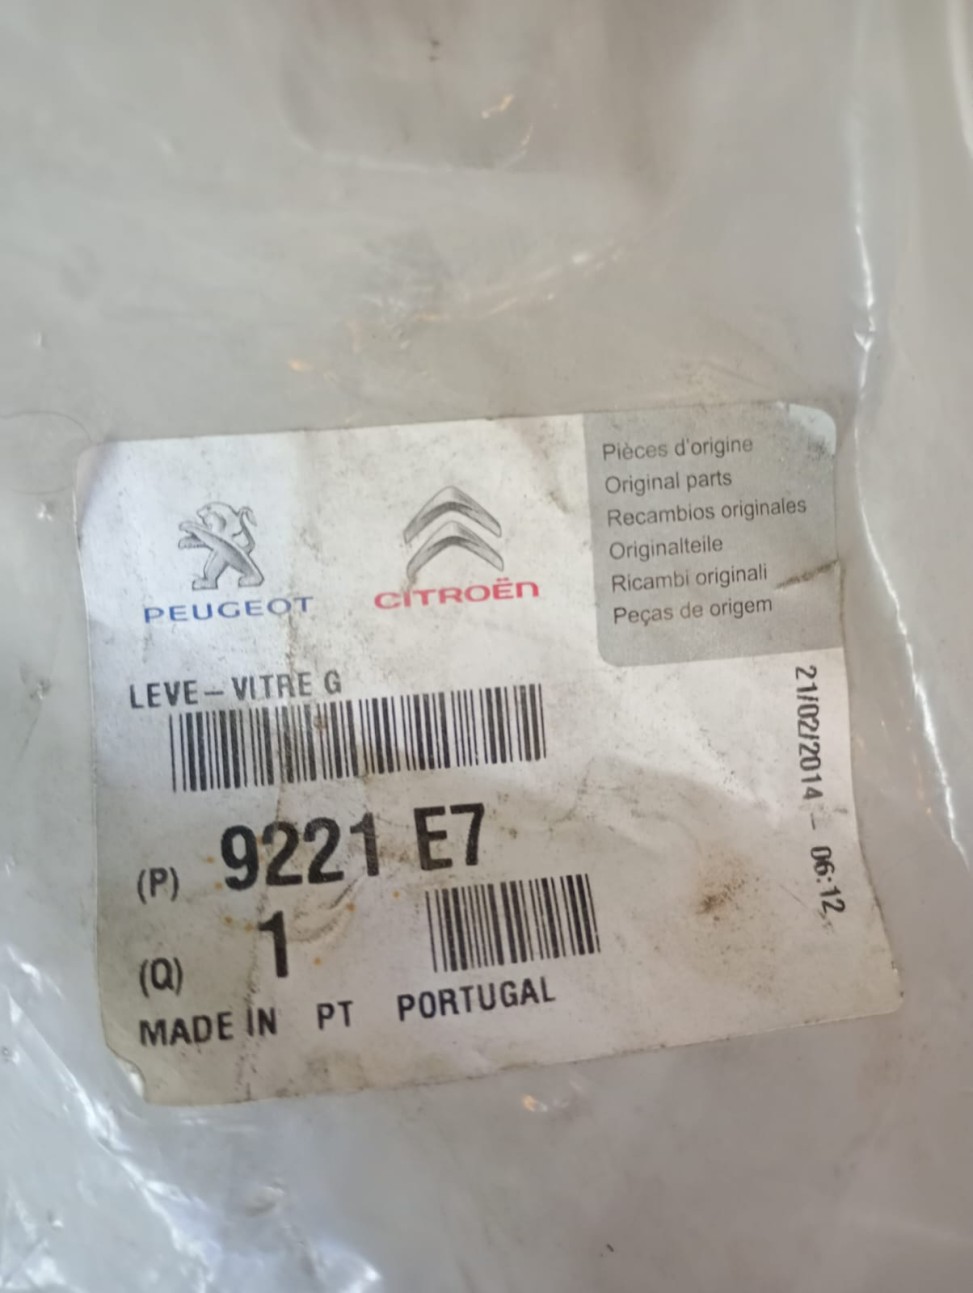 PEUGEOT
CITROËN
Pièces d'origine
Original parts
Recambios originales
Originalteile
Ricambi originali
Peças de origem
LEVE-VITRE G
(P) 9221 E7
(Q) 1
MADE IN PT PORTUGAL
21/02/2014 - 06:12